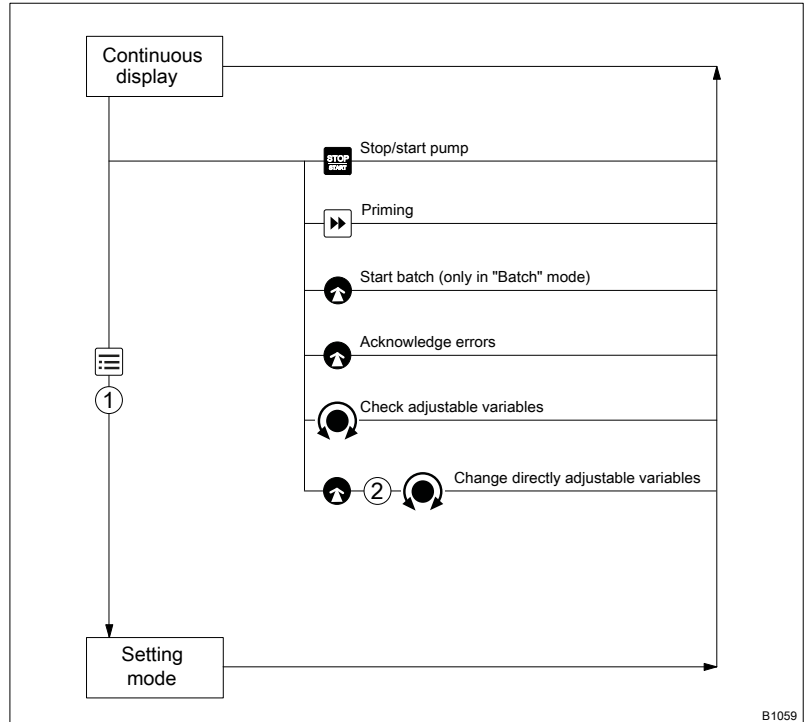 Continuous
display
STOP
START
Stop/start pump
Priming
Start batch (only in "Batch" mode)
Acknowledge errors
1
Check adjustable variables
2
Change directly adjustable variables
Setting
mode
B1059